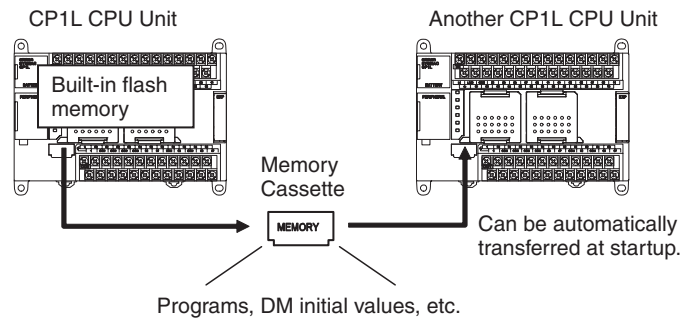 CP1L CPU Unit
Another CP1L CPU Unit
Built-in flash
memory
Memory
Cassette
MEMORY
Can be automatically
transferred at startup.
Programs, DM initial values, etc.